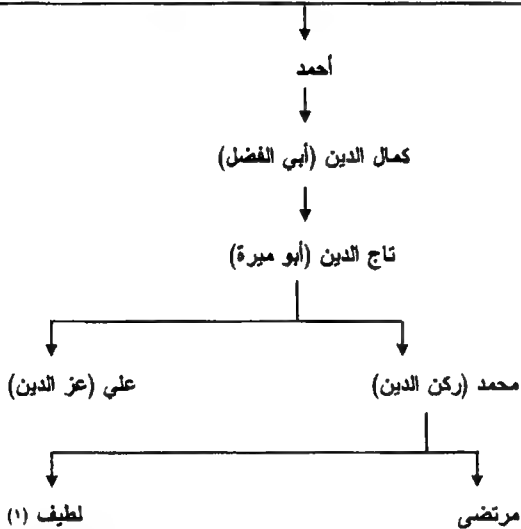 أحمد
كمال الدين (أبي الفضل)
تاج الدين (أبو ميرة)
محمد (ركن الدين) علي (عز الدين)
مرتضى لطيف (١)